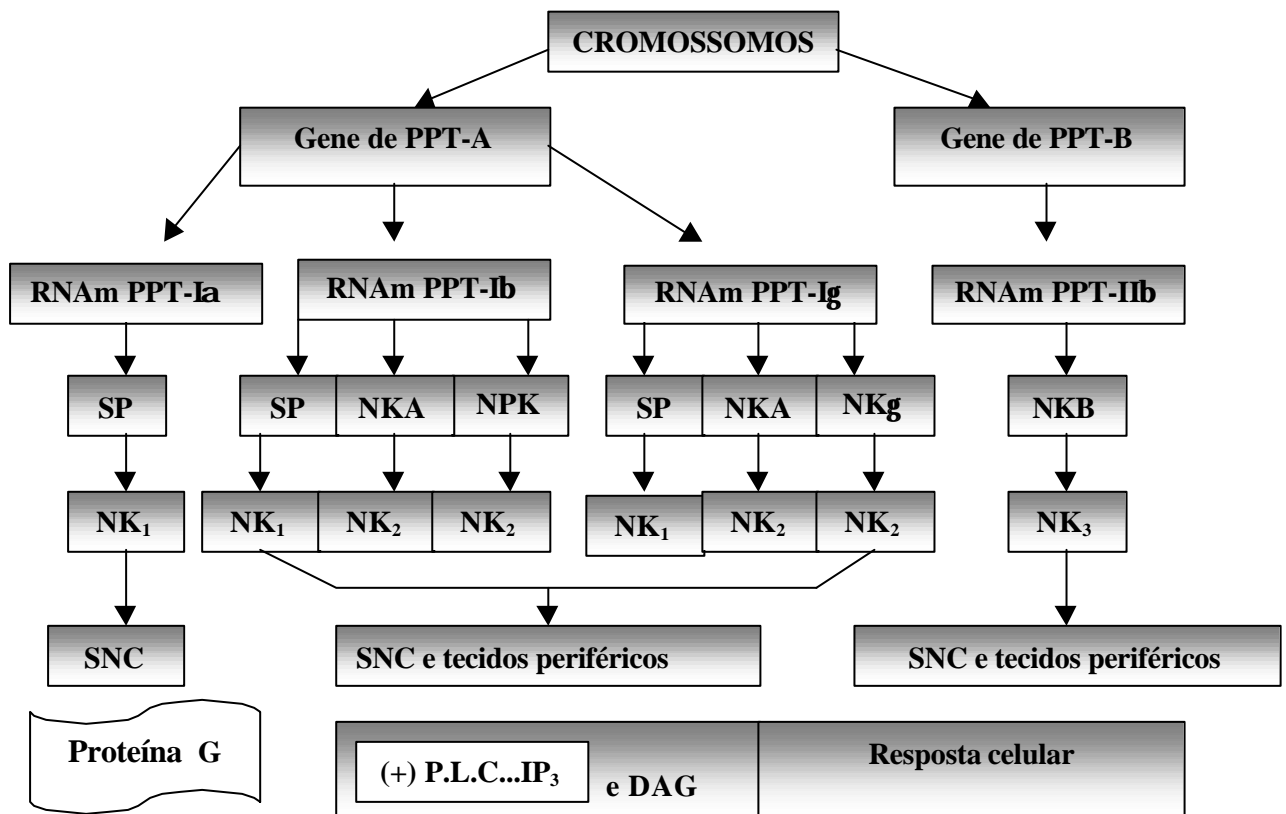 CROMOSSOMOS
Gene de PPT-A
Gene de PPT-B
RNAm PPT-Ia
RNAm PPT-Ib
RNAm PPT-Ig
RNAm PPT-IIb
SP
SP
NKA
NPK
SP
NKA
NKg
NKB
NK₁
NK₁
NK₂
NK₂
NK₁
NK₂
NK₂
NK₃
SNC
SNC e tecidos periféricos
SNC e tecidos periféricos
Proteína G
(+) P.L.C...IP₃ e DAG
Resposta celular